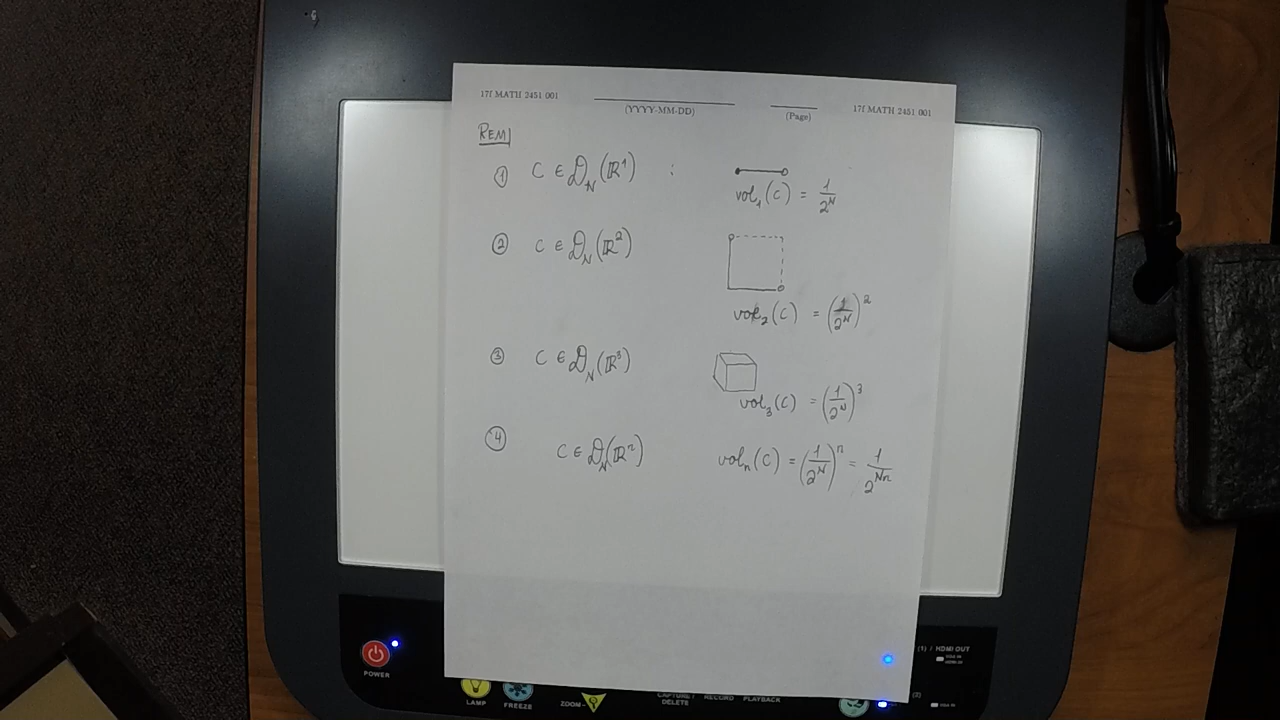 17f MATH 2451 001 (YYYY-MM-DD) (Page) 17f MATH 2451 001
REM|
① C ∈ 𝒟_N(ℝ¹) :
vol₁(C) = 1/2^N
② C ∈ 𝒟_N(ℝ²)
vol₂(C) = (1/2^N)²
③ C ∈ 𝒟_N(ℝ³)
vol₃(C) = (1/2^N)³
④ C ∈ 𝒟_N(ℝⁿ) volₙ(C) = (1/2^N)ⁿ = 1/2^{Nn}
POWER
LAMP FREEZE ZOOM - CAPTURE / DELETE RECORD PLAYBACK
(1) / HDMI OUT
(2)